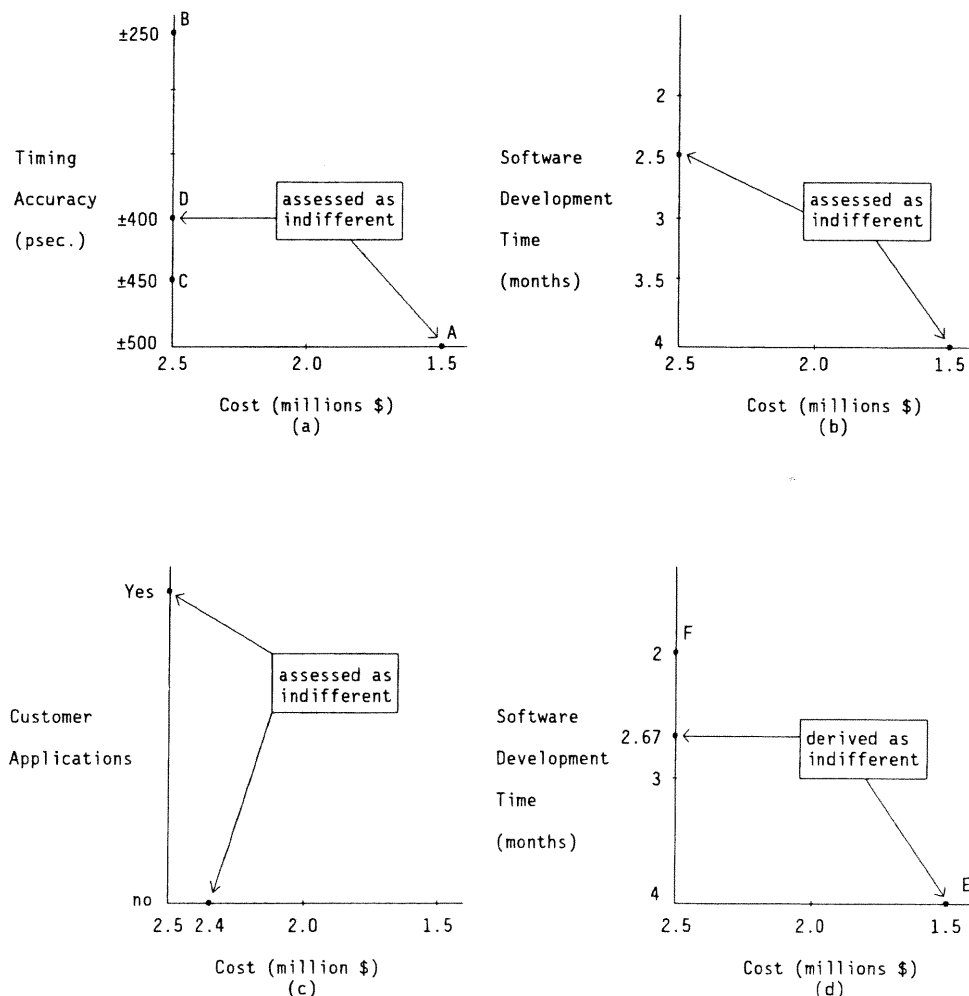 ±250
B
Timing
Accuracy
(psec.)
D
±400
±450
C
±500
A
assessed as
indifferent
2.5
2.0
1.5
Cost (millions $)
(a)
Software
Development
Time
(months)
2
2.5
3
3.5
4
assessed as
indifferent
2.5
2.0
1.5
Cost (millions $)
(b)
Yes
Customer
Applications
no
assessed as
indifferent
2.5
2.4
2.0
1.5
Cost (million $)
(c)
Software
Development
Time
(months)
F
2
2.67
3
4
E
derived as
indifferent
2.5
2.0
1.5
Cost (millions $)
(d)